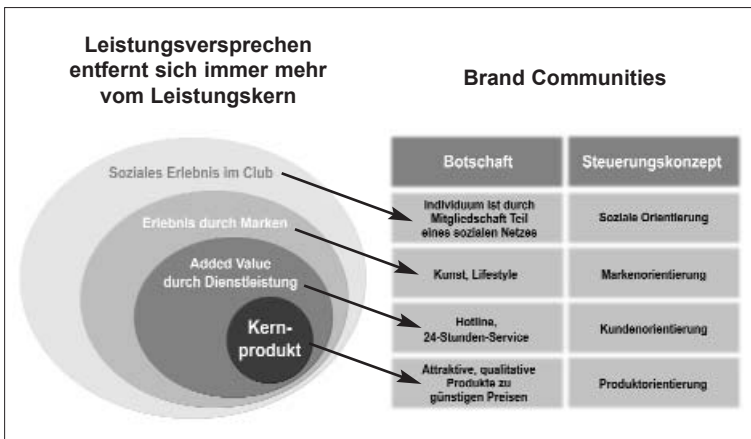 Leistungsversprechen
entfernt sich immer mehr
vom Leistungskern
Brand Communities
Soziales Erlebnis im Club
Erlebnis durch Marken
Added Value
durch Dienstleistung
Kern-
produkt
Botschaft
Steuerungskonzept
Individuum ist durch
Mitgliedschaft Teil
eines sozialen Netzes
Soziale Orientierung
Kunst, Lifestyle
Markenorientierung
Hotline,
24-Stunden-Service
Kundenorientierung
Attraktive, qualitative
Produkte zu
günstigen Preisen
Produktorientierung